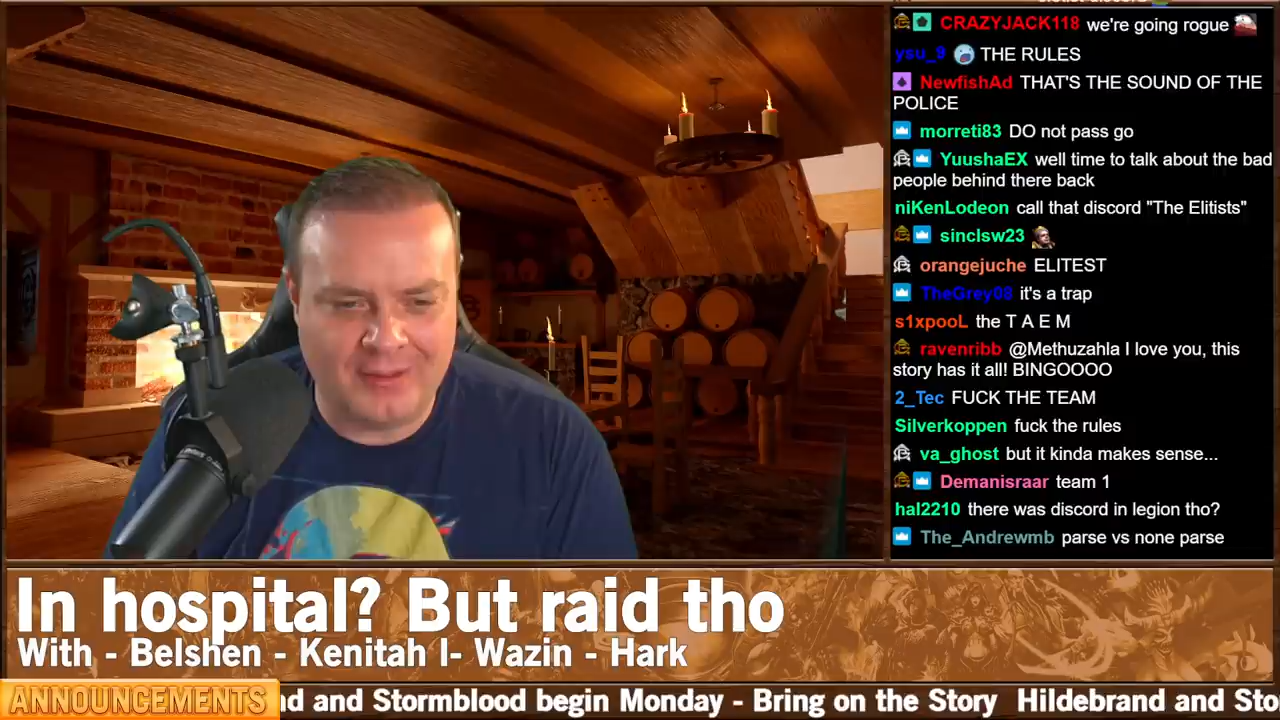 CRAZYJACK118 we're going rogue
ysu_9 THE RULES
NewfishAd THAT'S THE SOUND OF THE
POLICE
morreti83 DO not pass go
YuushaEX well time to talk about the bad
people behind there back
niKenLodeon call that discord "The Elitists"
sinclsw23
orangejuche ELITEST
TheGrey08 it's a trap
s1xpooL the T A E M
ravenribb @Methuzahla I love you, this
story has it all! BINGOOOO
2_Tec FUCK THE TEAM
Silverkoppen fuck the rules
va_ghost but it kinda makes sense...
Demanisraar team 1
hal2210 there was discord in legion tho?
The_Andrewmb parse vs none parse
In hospital? But raid tho
With - Belshen - Kenitah I- Wazin - Hark
ANNOUNCEMENTS nd and Stormblood begin Monday - Bring on the Story Hildebrand and Sto